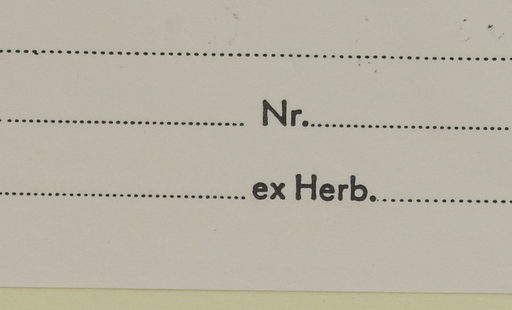 Nr.
ex Herb.